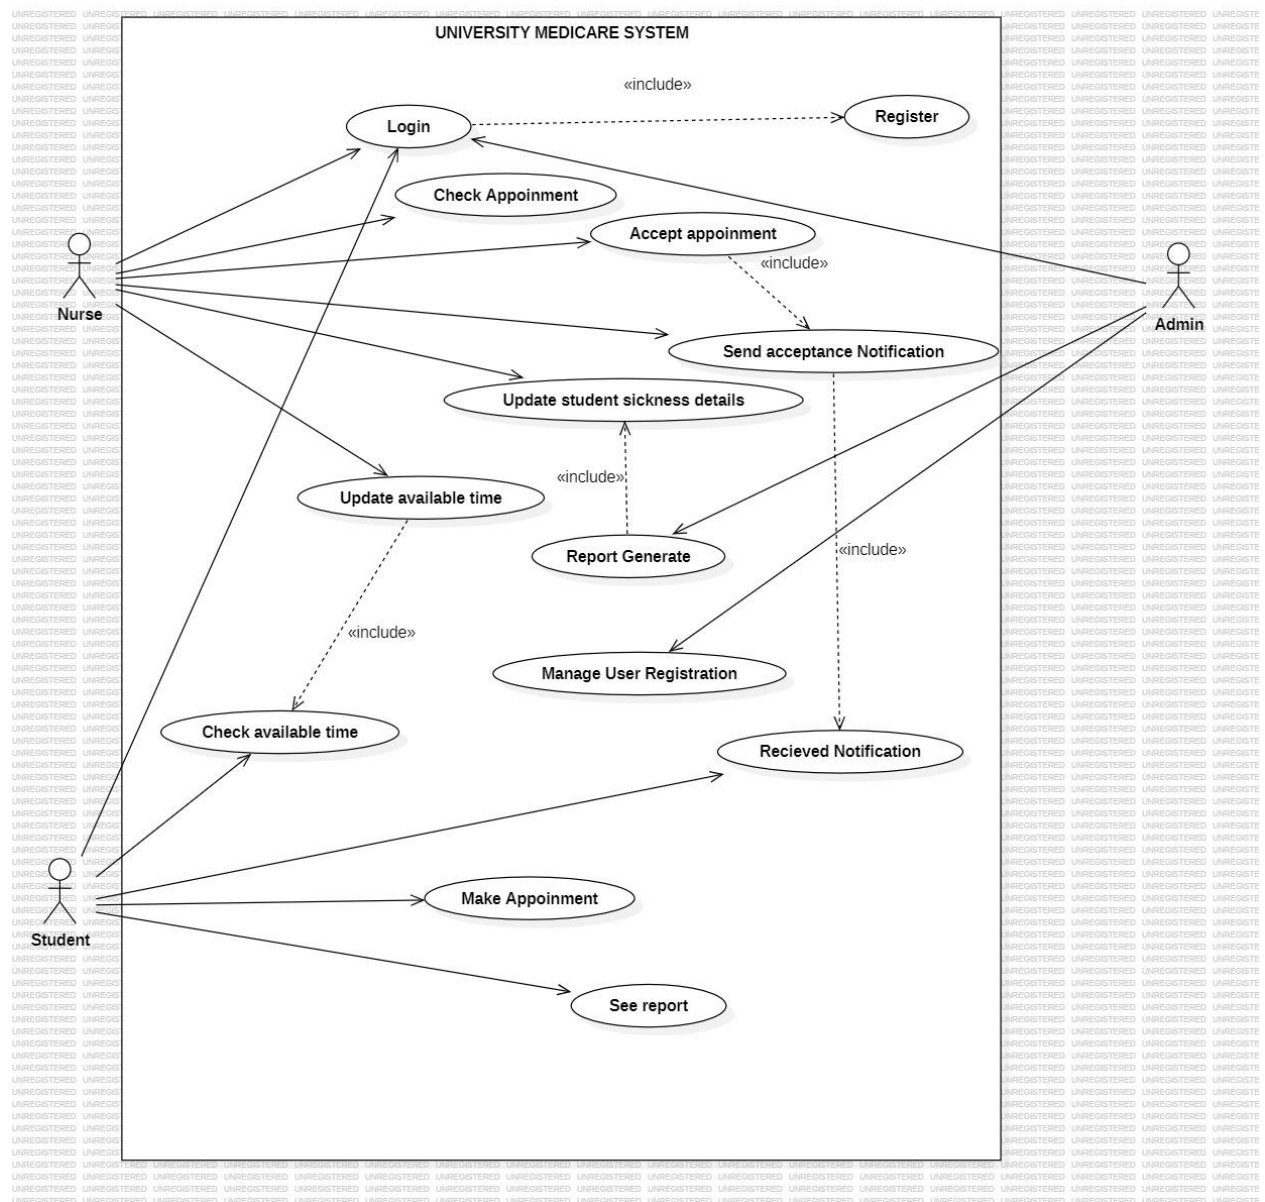 UNIVERSITY MEDICARE SYSTEM
«include»
Register
Login
Check Appoinment
Accept appoinment
«include»
Nurse
Admin
Send acceptance Notification
Update student sickness details
«include»
Update available time
«include»
Report Generate
«include»
Manage User Registration
Check available time
Recieved Notification
Make Appoinment
Student
See report
UNREGISTERED